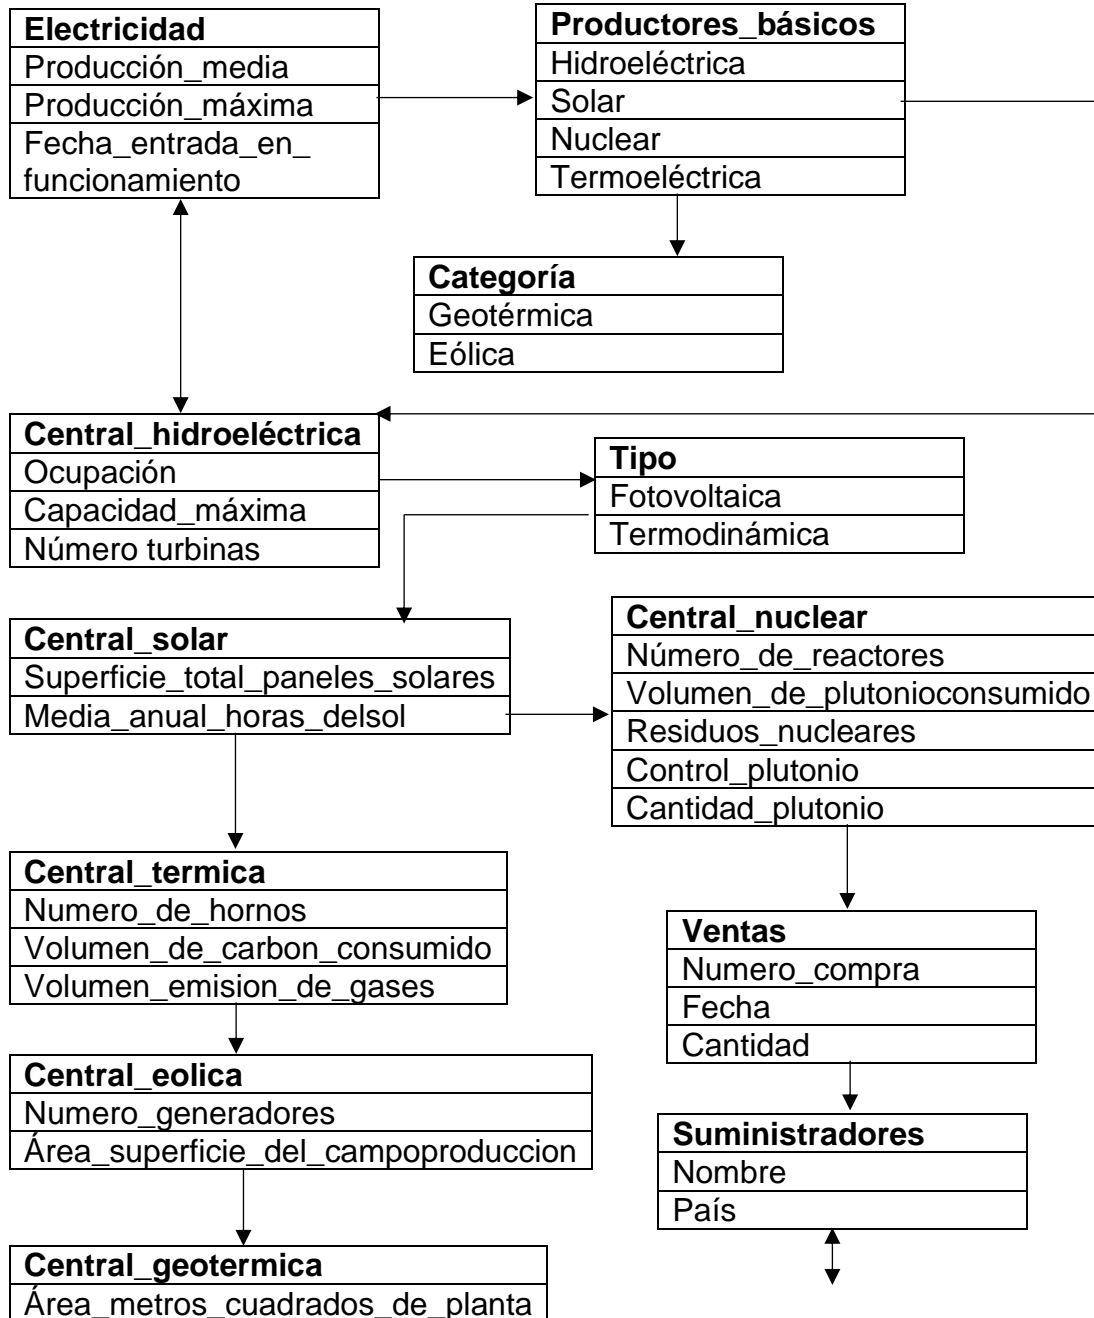 Electricidad
Producción_media
Producción_máxima
Fecha_entrada_en_
funcionamiento
Productores_básicos
Hidroeléctrica
Solar
Nuclear
Termoeléctrica
Categoría
Geotérmica
Eólica
Central_hidroeléctrica
Ocupación
Capacidad_máxima
Número turbinas
Tipo
Fotovoltaica
Termodinámica
Central_solar
Superficie_total_paneles_solares
Media_anual_horas_delsol
Central_nuclear
Número_de_reactores
Volumen_de_plutonioconsumido
Residuos_nucleares
Control_plutonio
Cantidad_plutonio
Central_termica
Numero_de_hornos
Volumen_de_carbon_consumido
Volumen_emision_de_gases
Ventas
Numero_compra
Fecha
Cantidad
Central_eolica
Numero_generadores
Área_superficie_del_campoproduccion
Suministradores
Nombre
País
Central_geotermica
Área_metros_cuadrados_de_planta